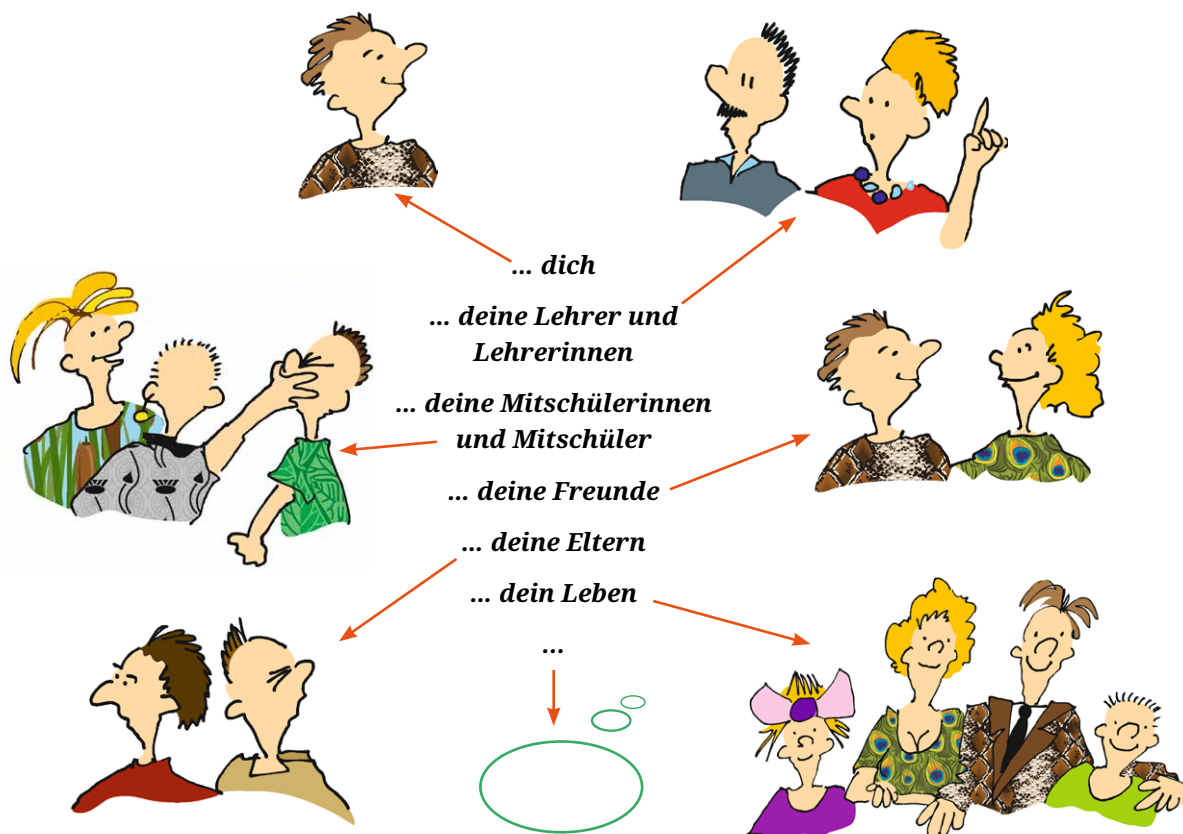 ... dich
... deine Lehrer und
Lehrerinnen
... deine Mitschülerinnen
und Mitschüler
... deine Freunde
... deine Eltern
... dein Leben
...